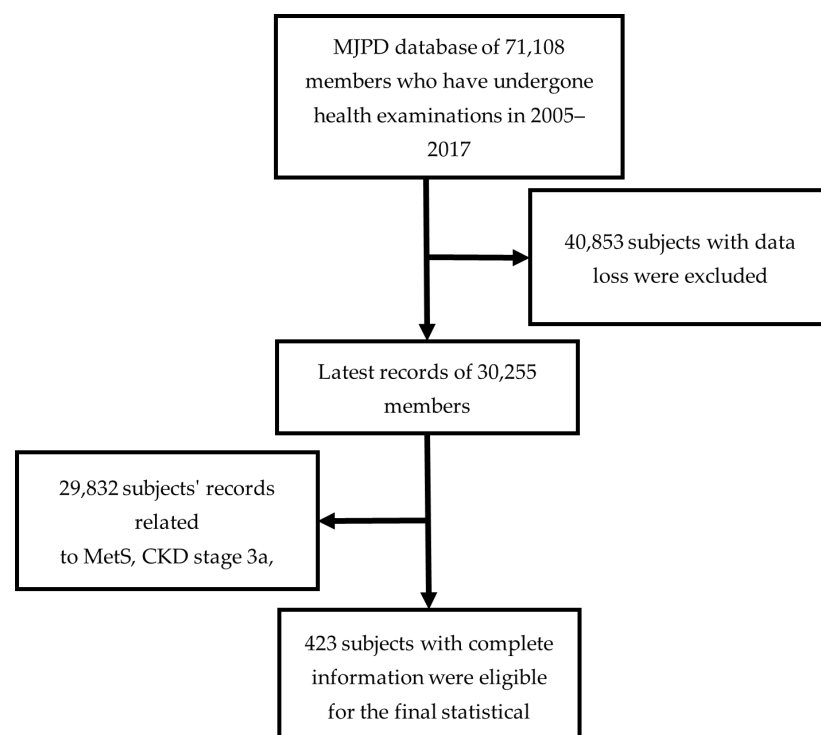 MJPD database of 71,108
members who have undergone
health examinations in 2005–
2017
40,853 subjects with data
loss were excluded
Latest records of 30,255
members
29,832 subjects' records
related
to MetS, CKD stage 3a,
423 subjects with complete
information were eligible
for the final statistical